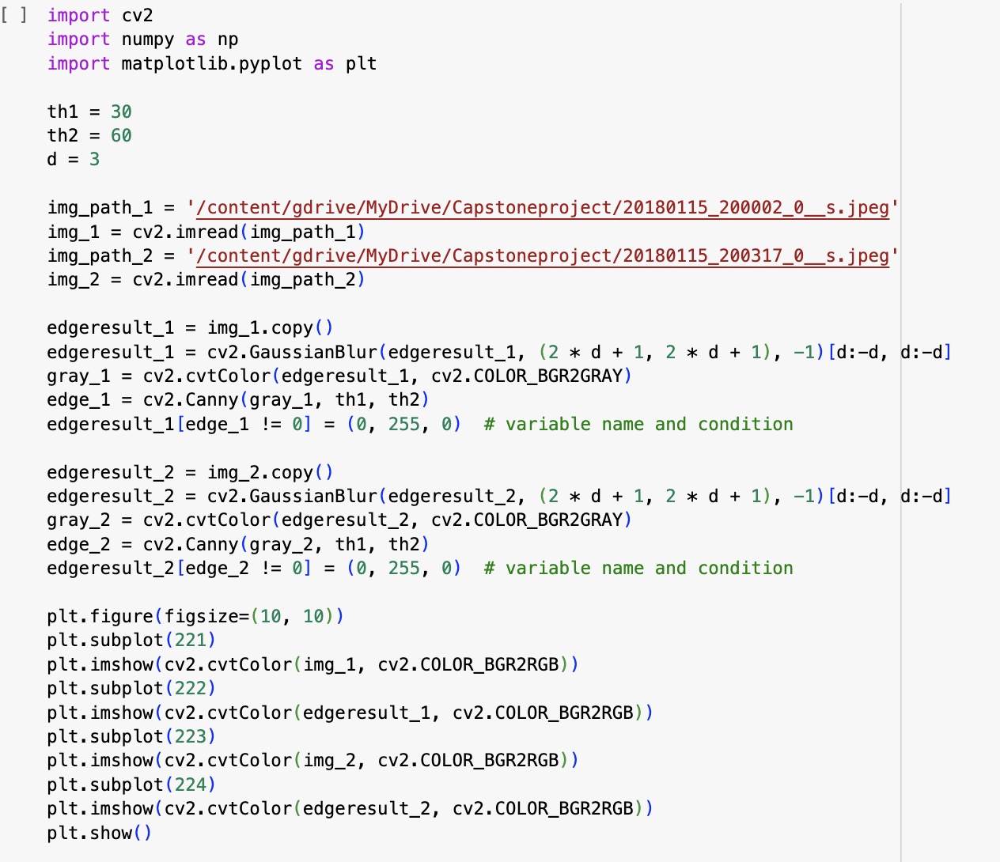 [ ] import cv2
import numpy as np
import matplotlib.pyplot as plt
th1 = 30
th2 = 60
d = 3
img_path_1 = '/content/gdrive/MyDrive/Capstoneproject/20180115_200002_0__s.jpeg'
img_1 = cv2.imread(img_path_1)
img_path_2 = '/content/gdrive/MyDrive/Capstoneproject/20180115_200317_0__s.jpeg'
img_2 = cv2.imread(img_path_2)
edgeresult_1 = img_1.copy()
edgeresult_1 = cv2.GaussianBlur(edgeresult_1, (2 * d + 1, 2 * d + 1), -1)[d:-d, d:-d]
gray_1 = cv2.cvtColor(edgeresult_1, cv2.COLOR_BGR2GRAY)
edge_1 = cv2.Canny(gray_1, th1, th2)
edgeresult_1[edge_1 != 0] = (0, 255, 0)  # variable name and condition
edgeresult_2 = img_2.copy()
edgeresult_2 = cv2.GaussianBlur(edgeresult_2, (2 * d + 1, 2 * d + 1), -1)[d:-d, d:-d]
gray_2 = cv2.cvtColor(edgeresult_2, cv2.COLOR_BGR2GRAY)
edge_2 = cv2.Canny(gray_2, th1, th2)
edgeresult_2[edge_2 != 0] = (0, 255, 0)  # variable name and condition
plt.figure(figsize=(10, 10))
plt.subplot(221)
plt.imshow(cv2.cvtColor(img_1, cv2.COLOR_BGR2RGB))
plt.subplot(222)
plt.imshow(cv2.cvtColor(edgeresult_1, cv2.COLOR_BGR2RGB))
plt.subplot(223)
plt.imshow(cv2.cvtColor(img_2, cv2.COLOR_BGR2RGB))
plt.subplot(224)
plt.imshow(cv2.cvtColor(edgeresult_2, cv2.COLOR_BGR2RGB))
plt.show()